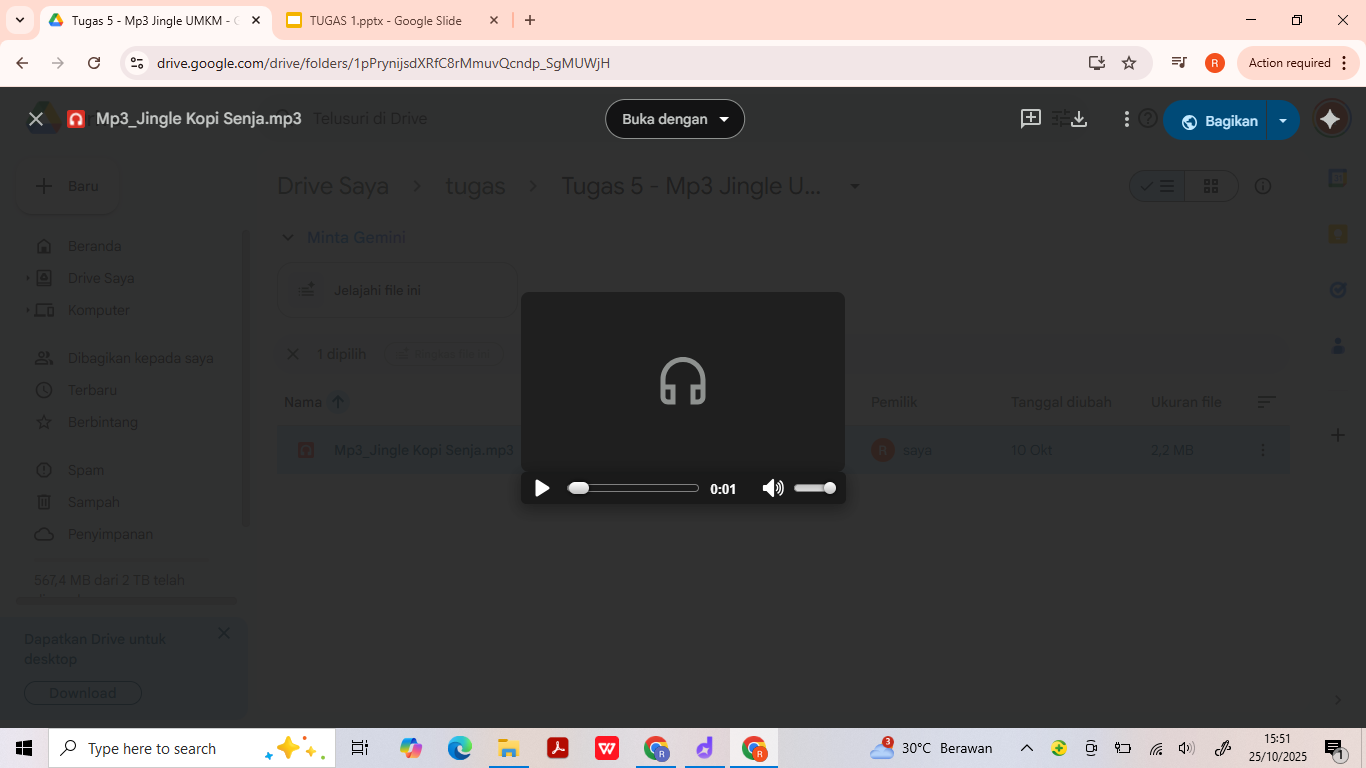 Tugas 5 - Mp3 Jingle UMKM -
TUGAS 1.pptx - Google Slide
drive.google.com/drive/folders/1pPrynijsdXRfC8rMmuvQcndp_SgMUWjH
R
Action required
Mp3_Jingle Kopi Senja.mp3
Telusuri di Drive
Buka dengan
Bagikan
Baru
Drive Saya
tugas
Tugas 5 - Mp3 Jingle U...
Minta Gemini
Beranda
Drive Saya
Komputer
Jelajahi file ini
Dibagikan kepada saya
1 dipilih
Terbaru
Berbintang
Nama
Pemilik
Tanggal diubah
Ukuran file
Mp3_Jingle Kopi Senja.mp3
R
saya
10 Okt
2,2 MB
Spam
Sampah
Penyimpanan
0:01
567,4 MB dari 2 TB telah
Dapatkan Drive untuk
desktop
Download
Type here to search
R
R
3
30°C Berawan
15:51
25/10/2025
1